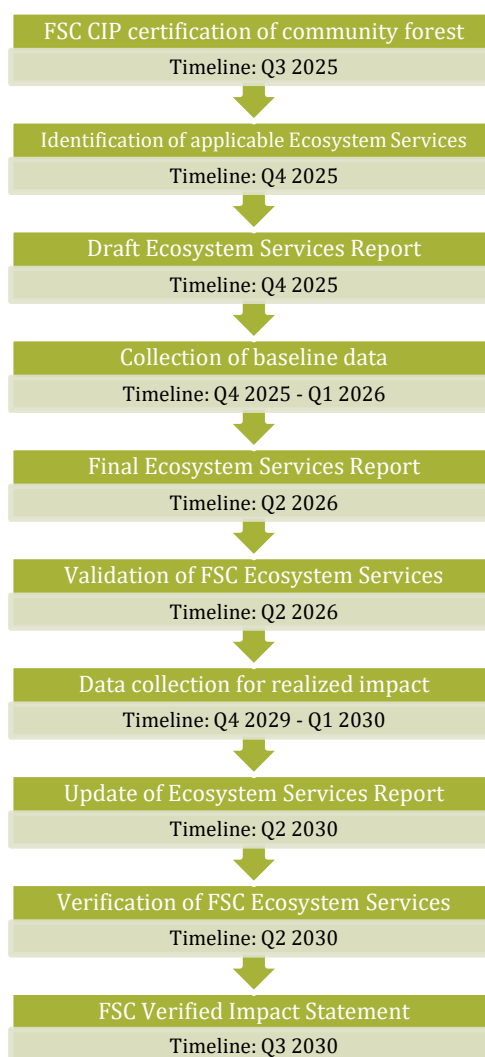 FSC CIP certification of community forest
Timeline: Q3 2025
Identification of applicable Ecosystem Services
Timeline: Q4 2025
Draft Ecosystem Services Report
Timeline: Q4 2025
Collection of baseline data
Timeline: Q4 2025 - Q1 2026
Final Ecosystem Services Report
Timeline: Q2 2026
Validation of FSC Ecosystem Services
Timeline: Q2 2026
Data collection for realized impact
Timeline: Q4 2029 - Q1 2030
Update of Ecosystem Services Report
Timeline: Q2 2030
Verification of FSC Ecosystem Services
Timeline: Q2 2030
FSC Verified Impact Statement
Timeline: Q3 2030